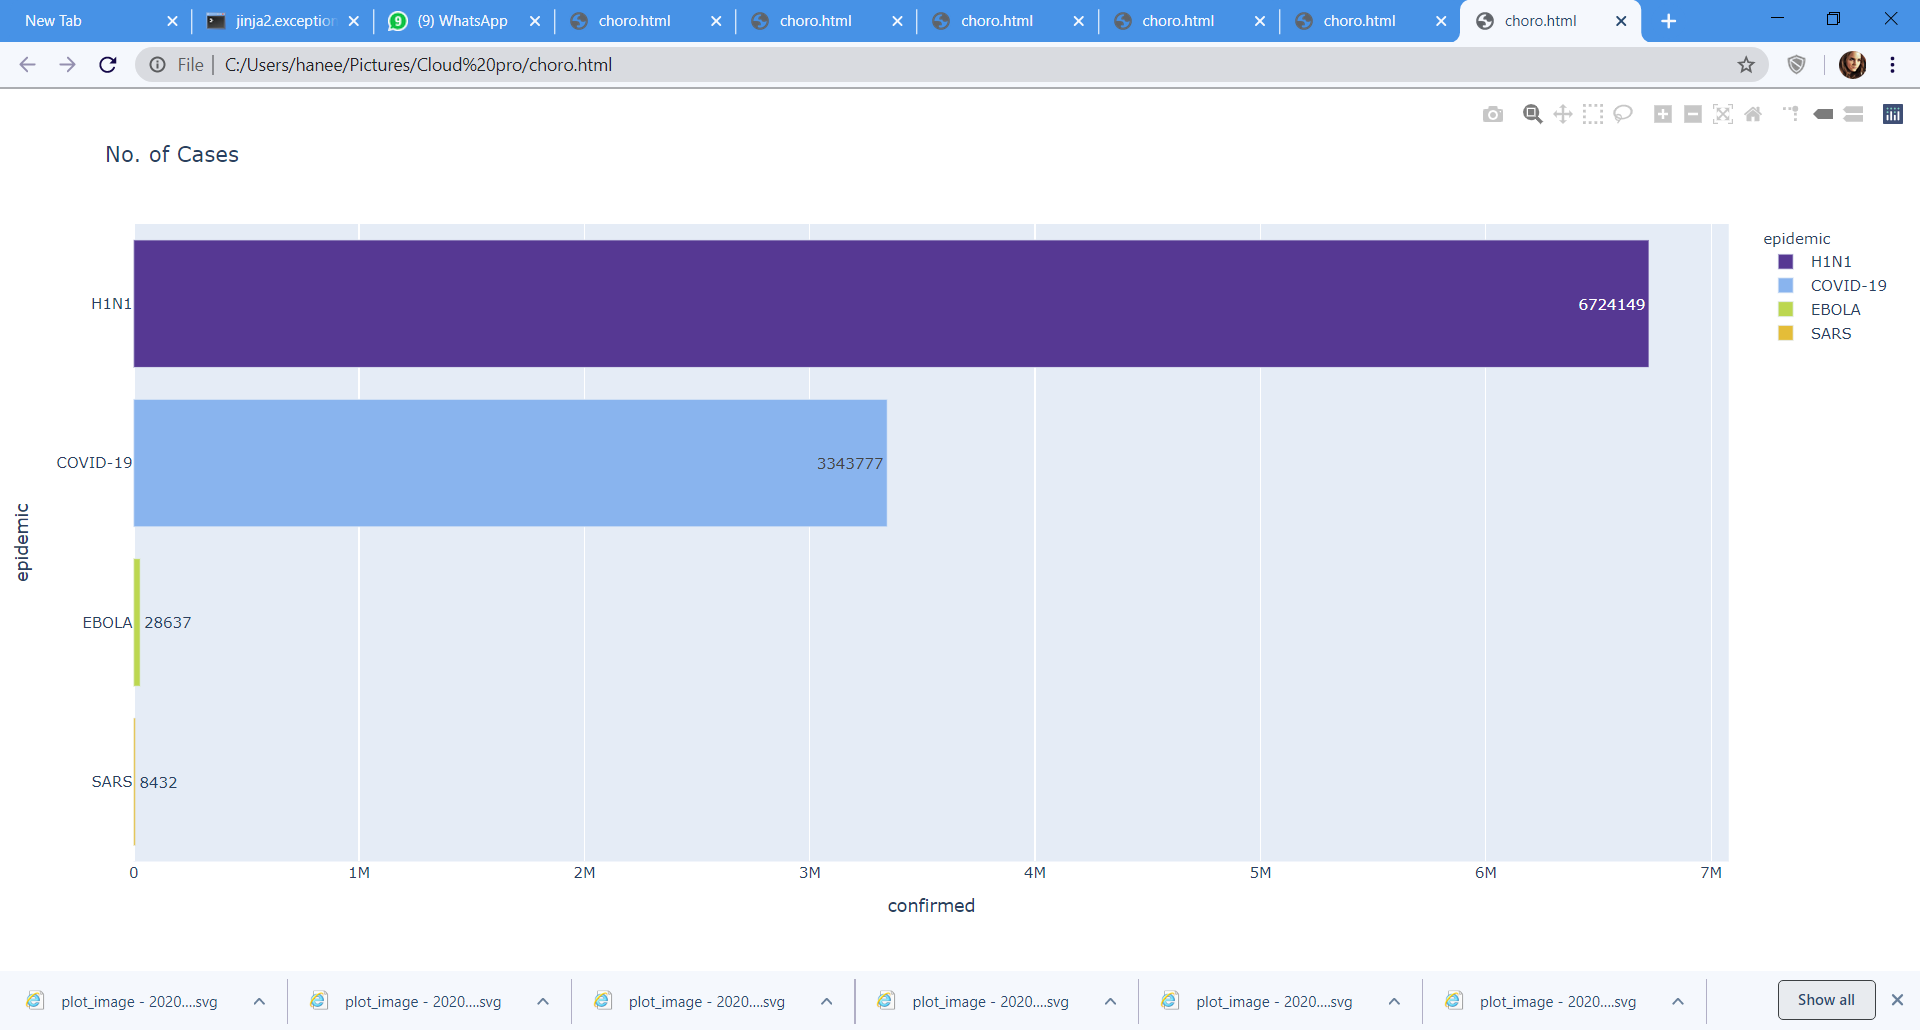 New Tab
jinja2.exception
(9) WhatsApp
choro.html
choro.html
choro.html
choro.html
choro.html
choro.html
File
C:/Users/hanee/Pictures/Cloud%20pro/choro.html
No. of Cases
epidemic
H1N1
COVID-19
EBOLA
SARS
H1N1
6724149
COVID-19
3343777
EBOLA
28637
SARS
8432
epidemic
0 1M 2M 3M 4M 5M 6M 7M
confirmed
plot_image - 2020....svg
plot_image - 2020....svg
plot_image - 2020....svg
plot_image - 2020....svg
plot_image - 2020....svg
plot_image - 2020....svg
Show all